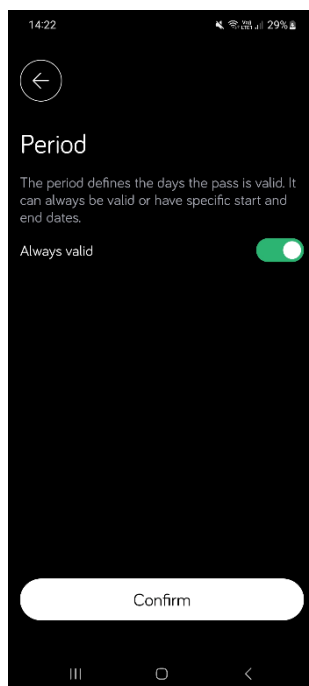 14:22
29%
Period
The period defines the days the pass is valid. It
can always be valid or have specific start and
end dates.
Always valid
Confirm